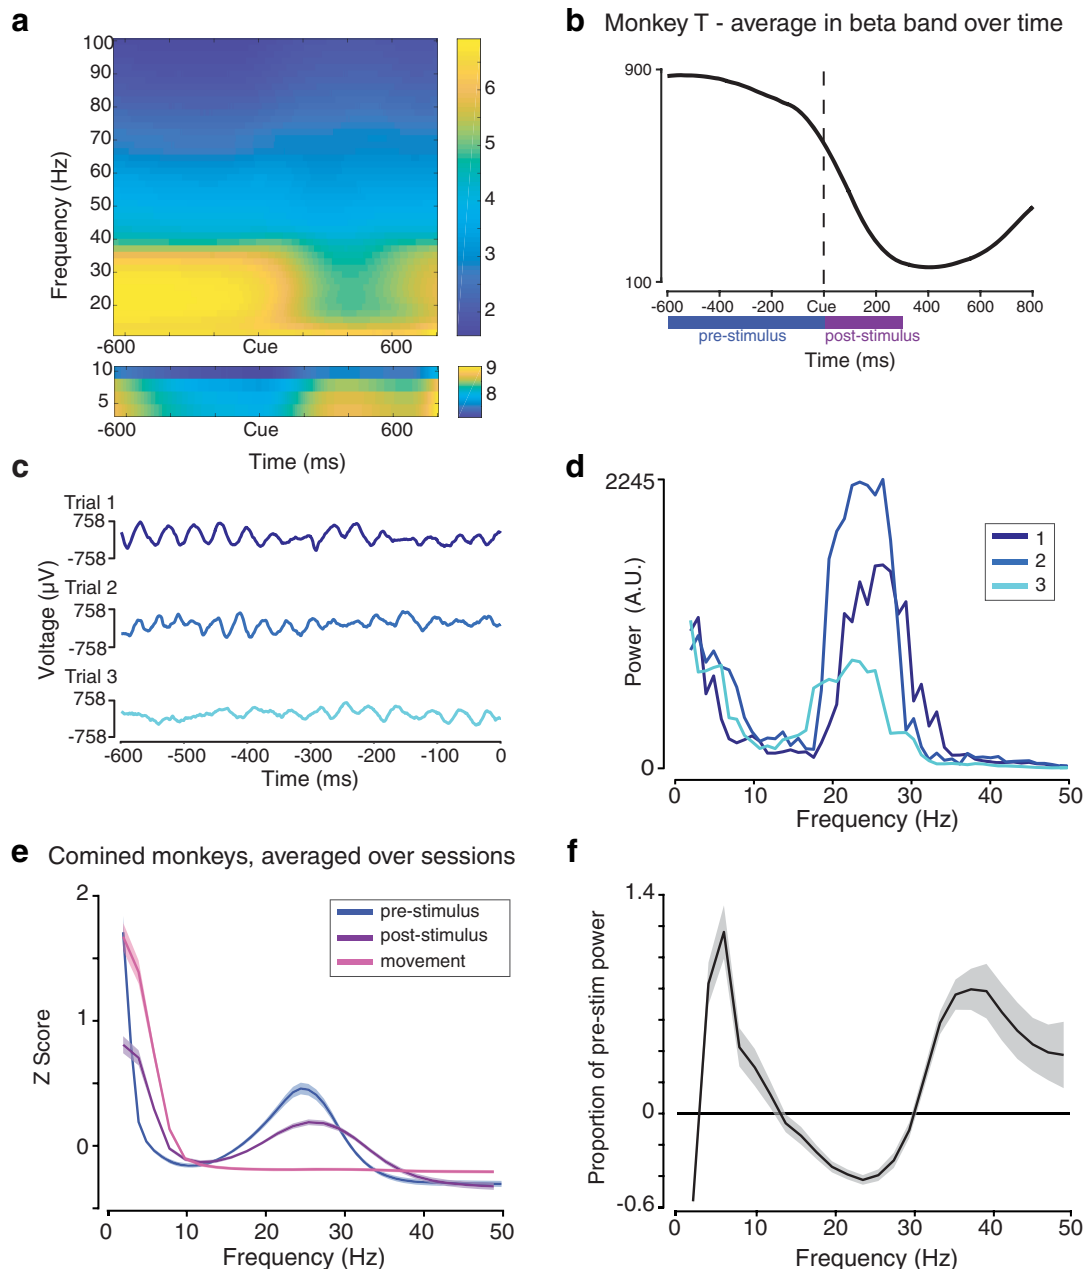 a
100
90
80
70
60
50
40
30
20
Frequency (Hz)
-600
Cue
600
6
5
4
3
2
10
5
-600
Cue
600
9
8
Time (ms)
b Monkey T - average in beta band over time
900
100
-600 -400 -200 Cue 200 400 600 800
pre-stimulus post-stimulus
Time (ms)
c
Trial 1
758
-758
Trial 2
758
-758
Trial 3
758
-758
Voltage (µV)
-600 -500 -400 -300 -200 -100 0
Time (ms)
d
2245
0
Power (A.U.)
1
2
3
0 10 20 30 40 50
Frequency (Hz)
e Comined monkeys, averaged over sessions
2
1
0
Z Score
pre-stimulus
post-stimulus
movement
0 10 20 30 40 50
Frequency (Hz)
f
1.4
0
-0.6
Proportion of pre-stim power
0 10 20 30 40 50
Frequency (Hz)